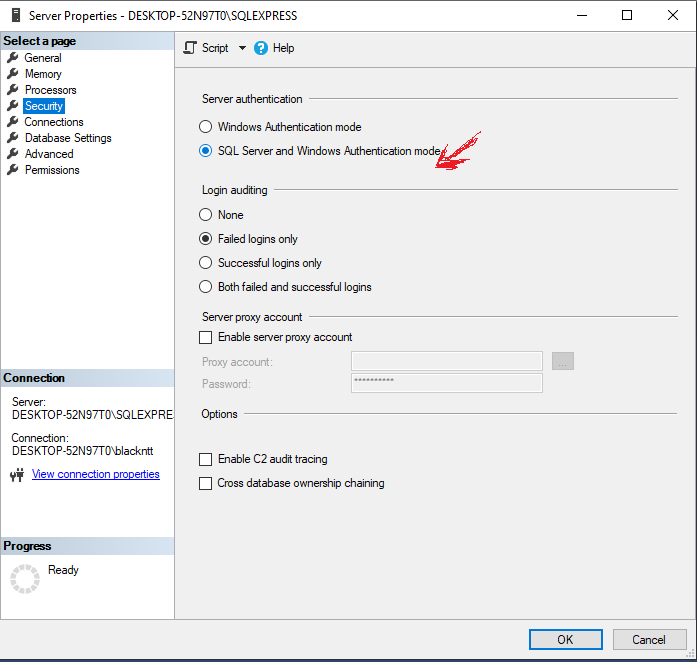 Server Properties - DESKTOP-52N97T0\SQLEXPRESS
Select a page
General
Memory
Processors
Security
Connections
Database Settings
Advanced
Permissions
Connection
Server:
DESKTOP-52N97T0\SQLEXPRE
Connection:
DESKTOP-52N97T0\blackntt
View connection properties
Progress
Ready
Script
Help
Server authentication
Windows Authentication mode
SQL Server and Windows Authentication mode
Login auditing
None
Failed logins only
Successful logins only
Both failed and successful logins
Server proxy account
Enable server proxy account
Proxy account:
...
Password:
**********
Options
Enable C2 audit tracing
Cross database ownership chaining
OK
Cancel